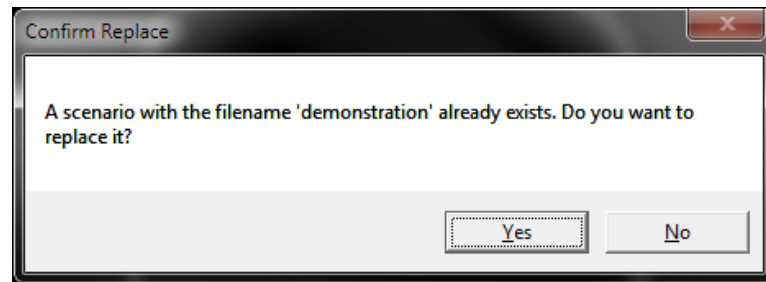 Confirm Replace
A scenario with the filename 'demonstration' already exists. Do you want to
replace it?
Yes
No